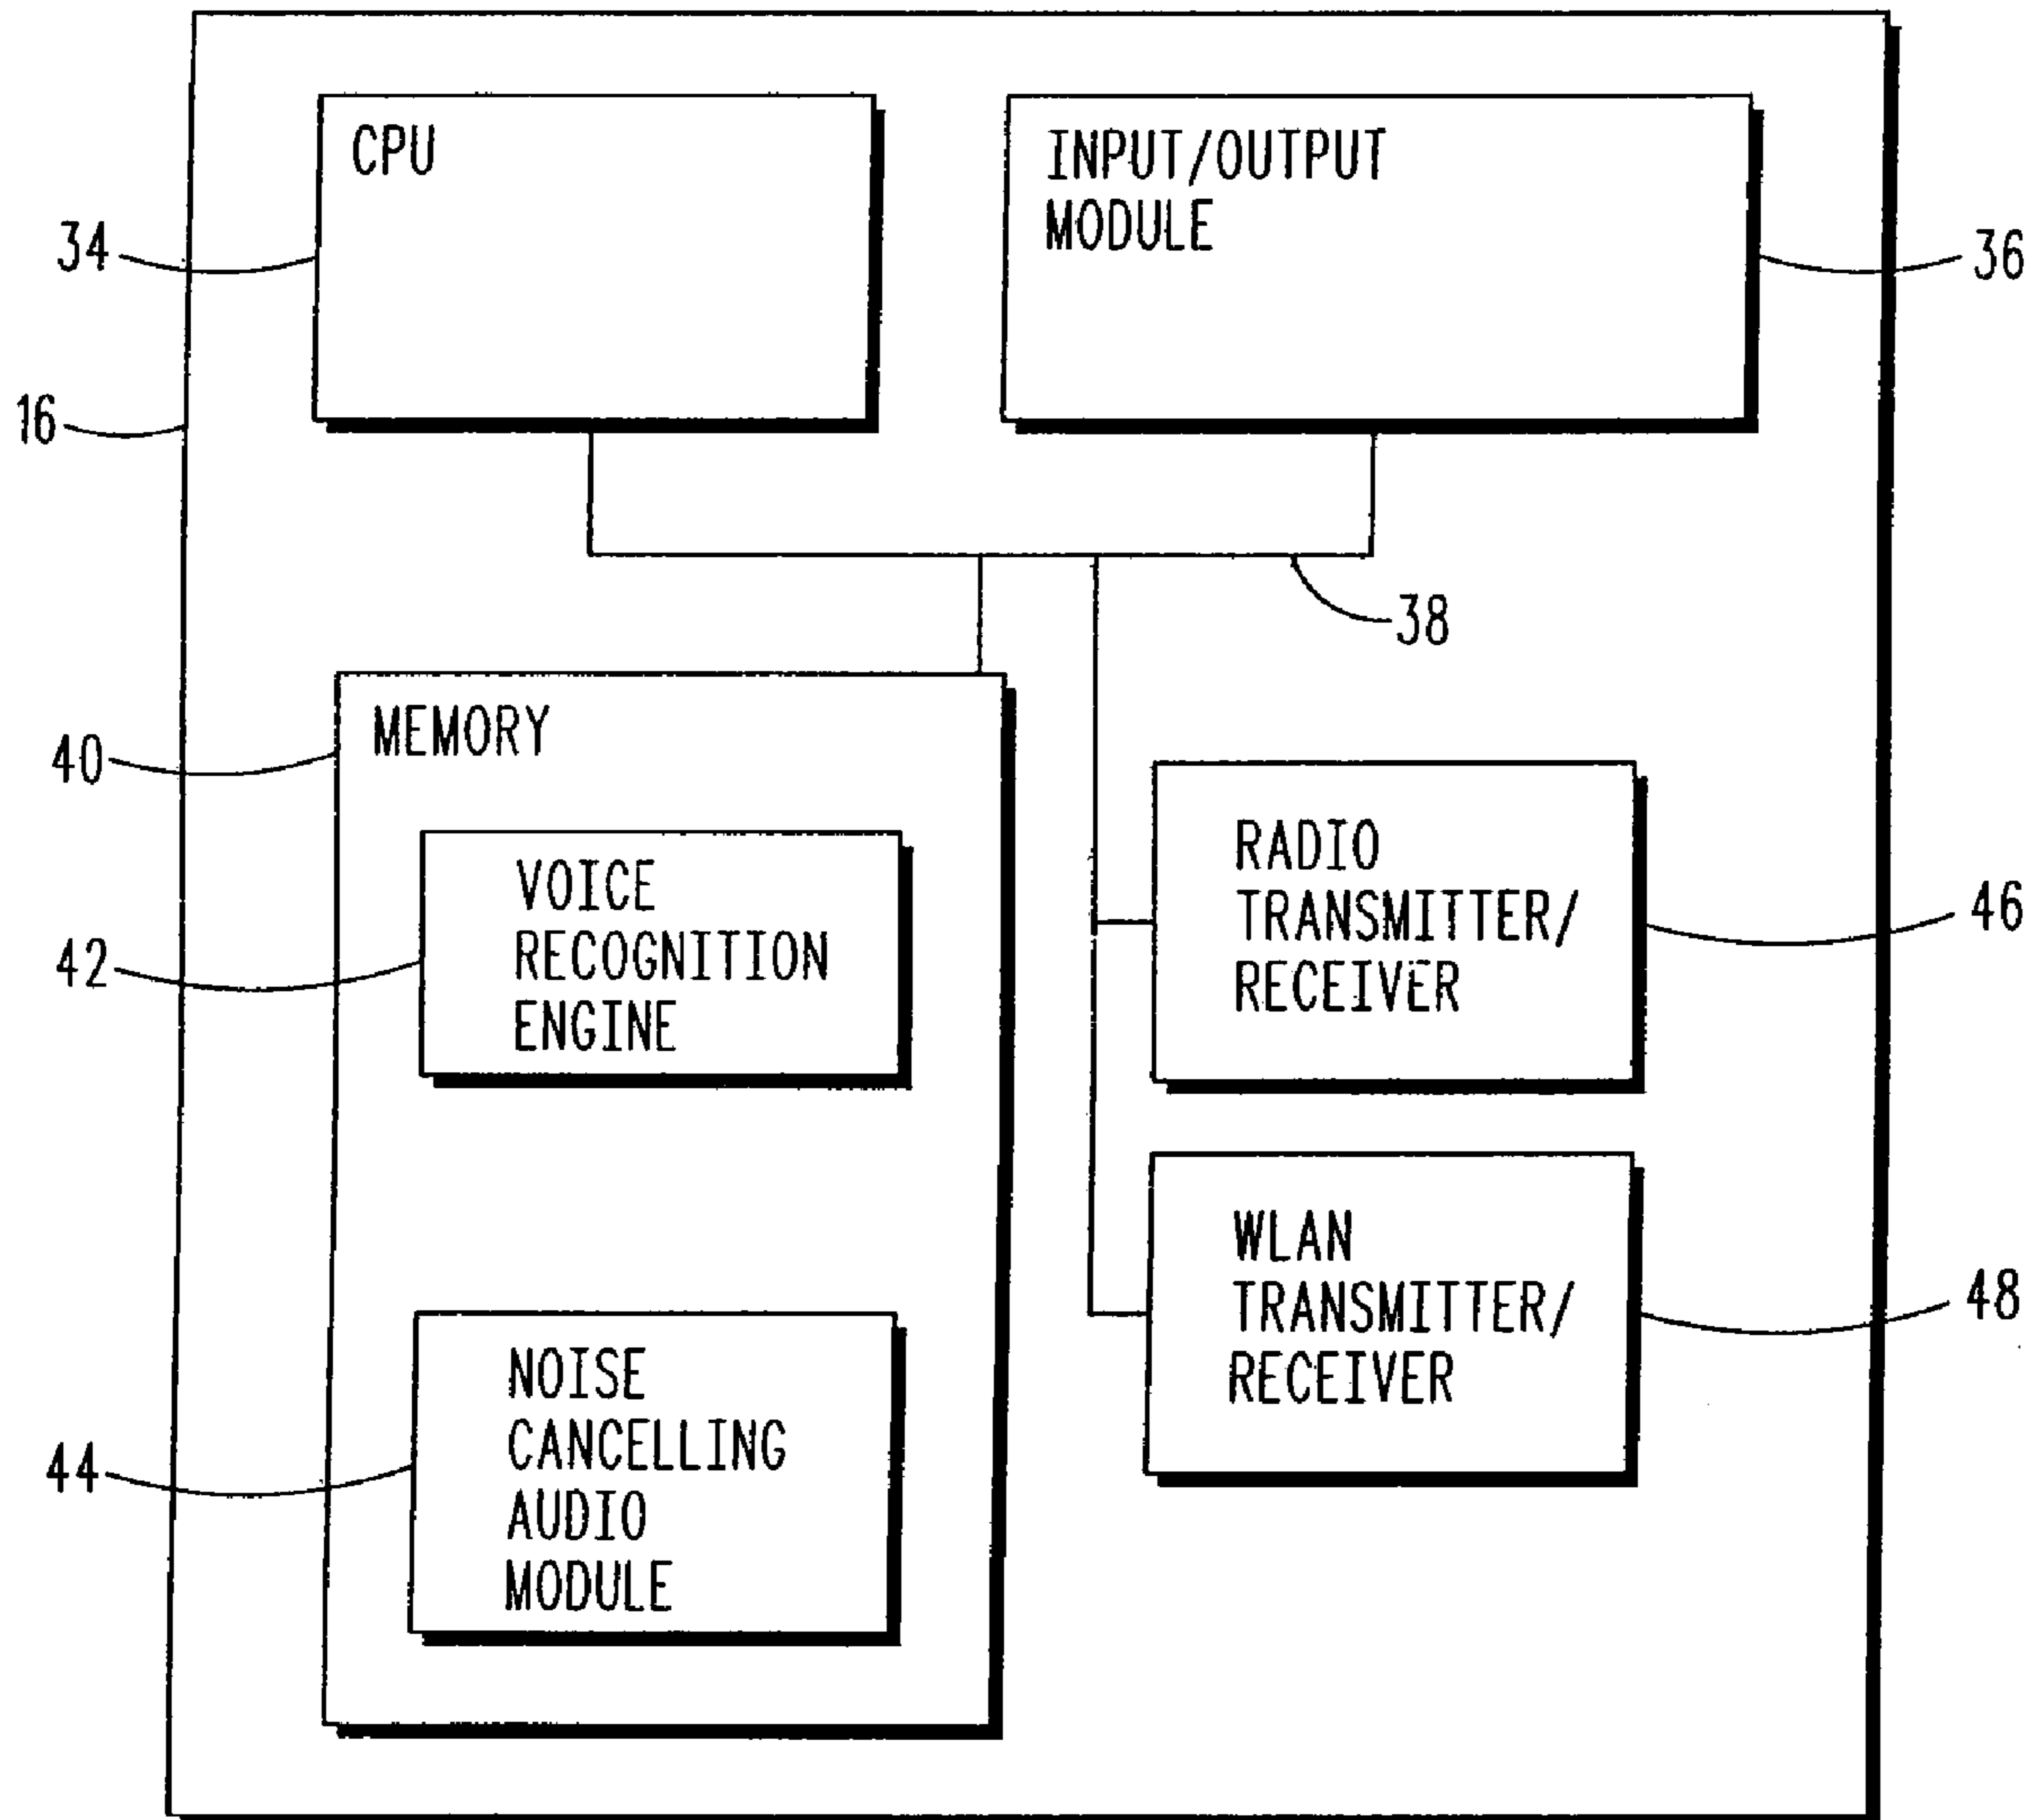 CPU
INPUT/OUTPUT
MODULE
34
36
16
38
MEMORY
40
VOICE
RECOGNITION
ENGINE
42
RADIO
TRANSMITTER/
RECEIVER
46
WLAN
TRANSMITTER/
RECEIVER
48
NOISE
CANCELLING
AUDIO
MODULE
44